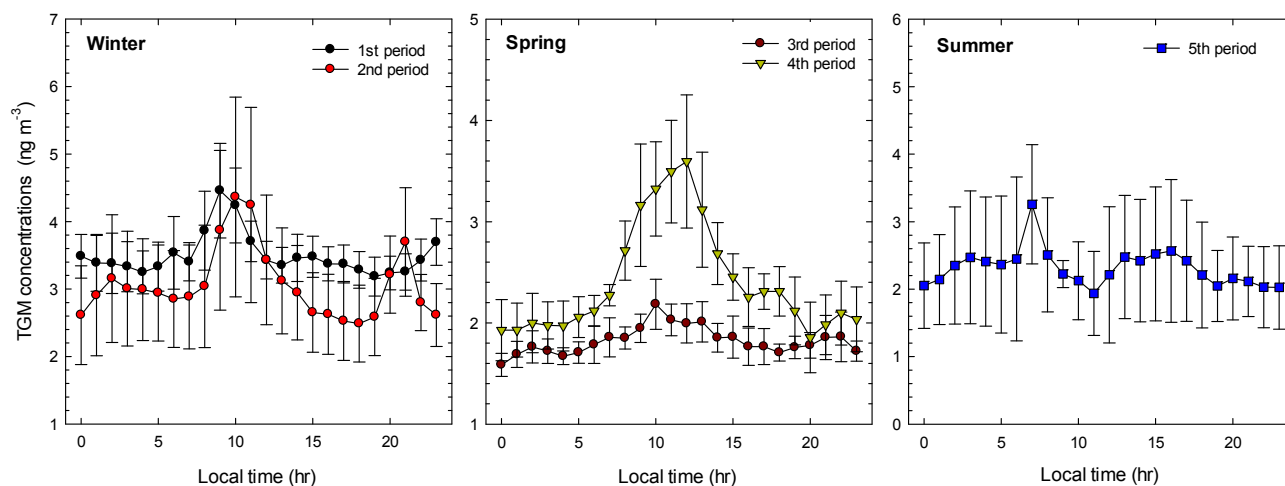 Winter
1st period
2nd period
TGM concentrations (ng m-3)
7
6
5
4
3
2
1
0 5 10 15 20
Local time (hr)
Spring
3rd period
4th period
5
4
3
2
1
0 5 10 15 20
Local time (hr)
Summer
5th period
6
5
4
3
2
1
0
0 5 10 15 20
Local time (hr)